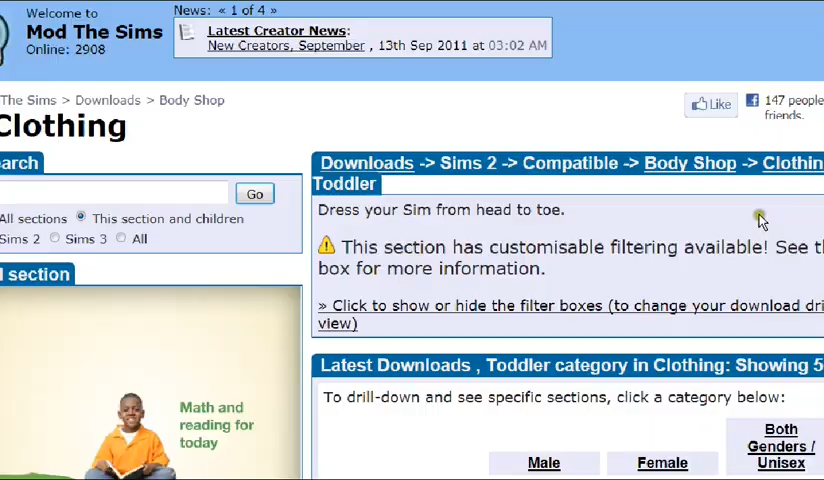 Welcome to
Mod The Sims
Online: 2908
News: « 1 of 4 »
Latest Creator News:
New Creators, September , 13th Sep 2011 at 03:02 AM
The Sims > Downloads > Body Shop
Clothing
Like
147 people
friends.
earch
Go
All sections This section and children
Sims 2 Sims 3 All
l section
Math and
reading for
today
Downloads -> Sims 2 -> Compatible -> Body Shop -> Clothin
Toddler
Dress your Sim from head to toe.
This section has customisable filtering available! See th
box for more information.
» Click to show or hide the filter boxes (to change your download dri
view)
Latest Downloads , Toddler category in Clothing: Showing 5
To drill-down and see specific sections, click a category below:
Male
Female
Both
Genders /
Unisex